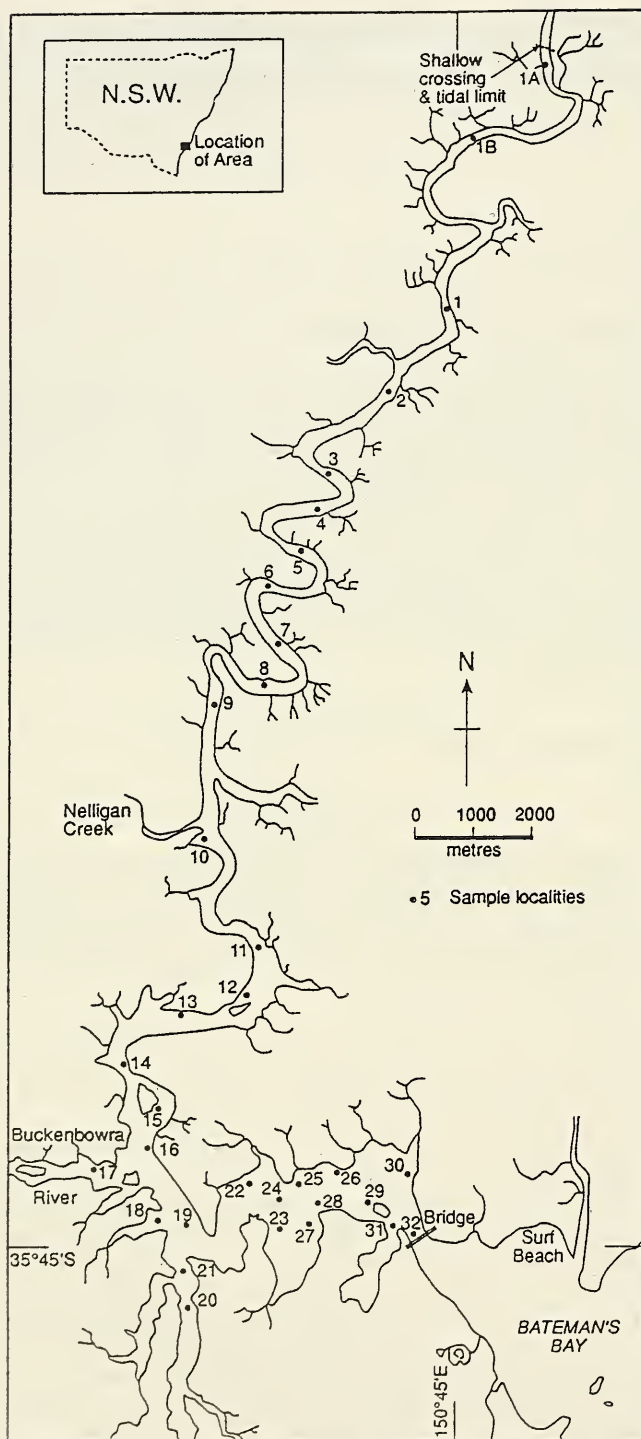 N.S.W.
Location
of Area
Shallow
crossing
& tidal limit
1A
1B
1
2
3
4
5
6
7
8
9
N
Nelligan
Creek
10
0 1000 2000
metres
5 Sample localities
11
12
13
14
15
Buckenbowra
River
16
17
18
19
20
21
22
23
24
25
26
27
28
29
30
31
32
Bridge
Surf
Beach
35°45'S
BATEMAN'S
BAY
150°45'E